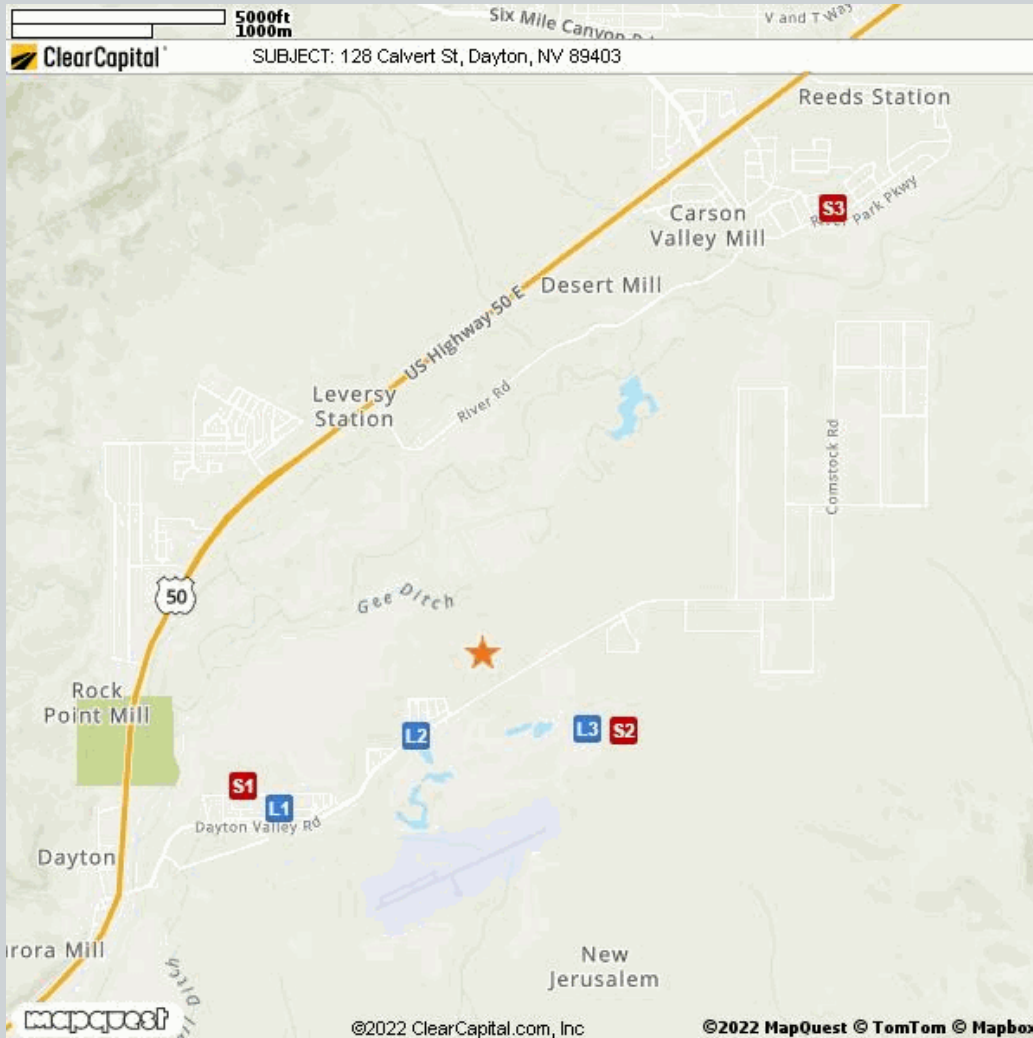 5000ft
1000m
Six Mile Canyon
V and T Way
ClearCapital
SUBJECT: 128 Calvert St, Dayton, NV 89403
Reeds Station
S3
River Park Pkwy
Carson
Valley Mill
Desert Mill
US Highway 50 E
Leversy
Station
River Rd
Comstock Rd
50
Gee Ditch
Rock
Point Mill
L2
L3
S2
S1
L1
Dayton Valley Rd
Dayton
rora Mill
New
Jerusalem
Ditch
mapquest
©2022 ClearCapital.com, Inc
©2022 MapQuest © TomTom © Mapbox